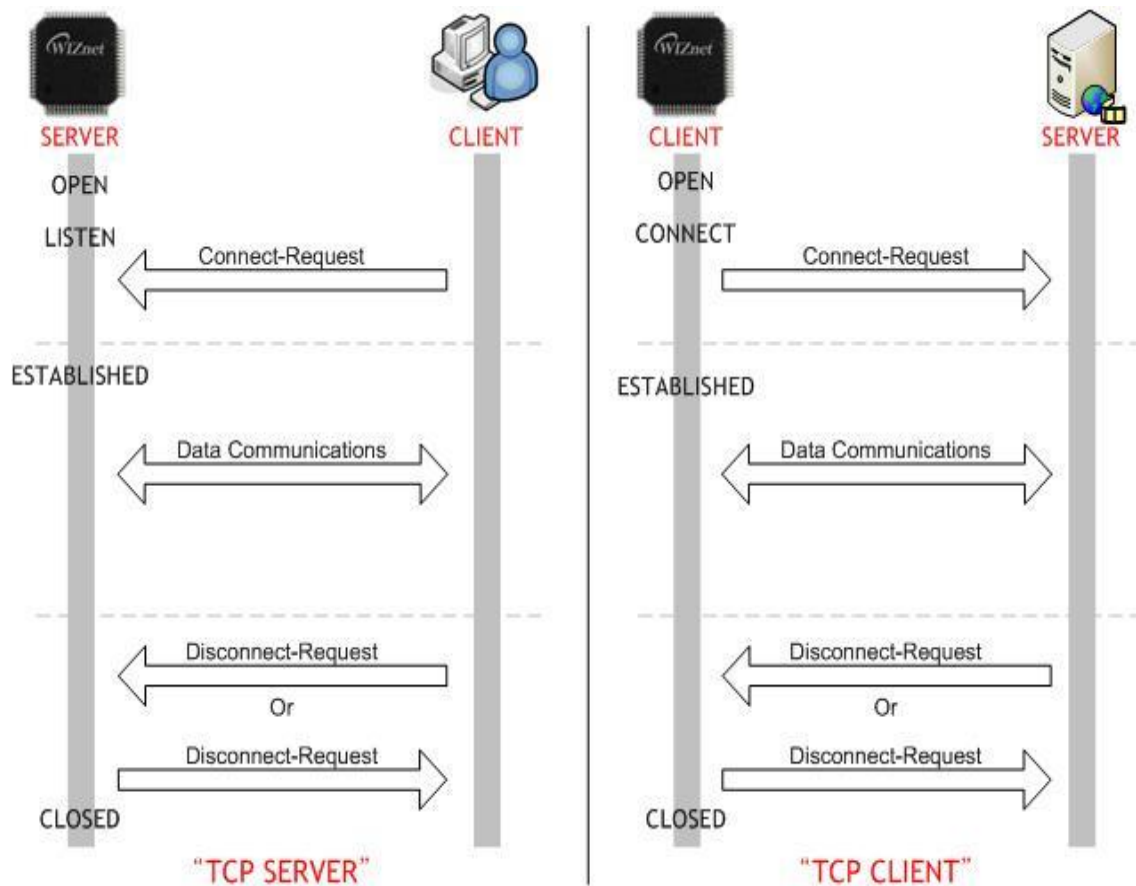 WIZnet
SERVER
CLIENT
OPEN
LISTEN
Connect-Request
ESTABLISHED
Data Communications
Disconnect-Request
Or
Disconnect-Request
CLOSED
“TCP SERVER”
WIZnet
CLIENT
SERVER
OPEN
CONNECT
Connect-Request
ESTABLISHED
Data Communications
Disconnect-Request
Or
Disconnect-Request
CLOSED
“TCP CLIENT”